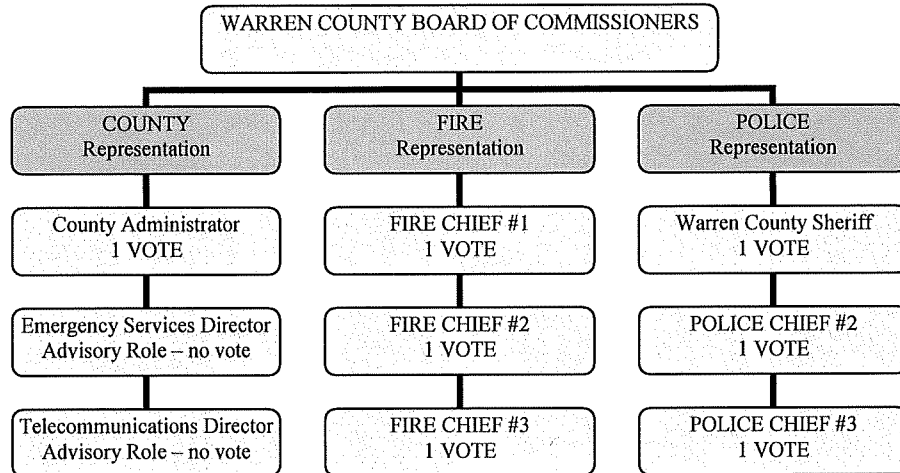 WARREN COUNTY BOARD OF COMMISSIONERS
COUNTY
Representation
FIRE
Representation
POLICE
Representation
County Administrator
1 VOTE
FIRE CHIEF #1
1 VOTE
Warren County Sheriff
1 VOTE
Emergency Services Director
Advisory Role – no vote
FIRE CHIEF #2
1 VOTE
POLICE CHIEF #2
1 VOTE
Telecommunications Director
Advisory Role – no vote
FIRE CHIEF #3
1 VOTE
POLICE CHIEF #3
1 VOTE